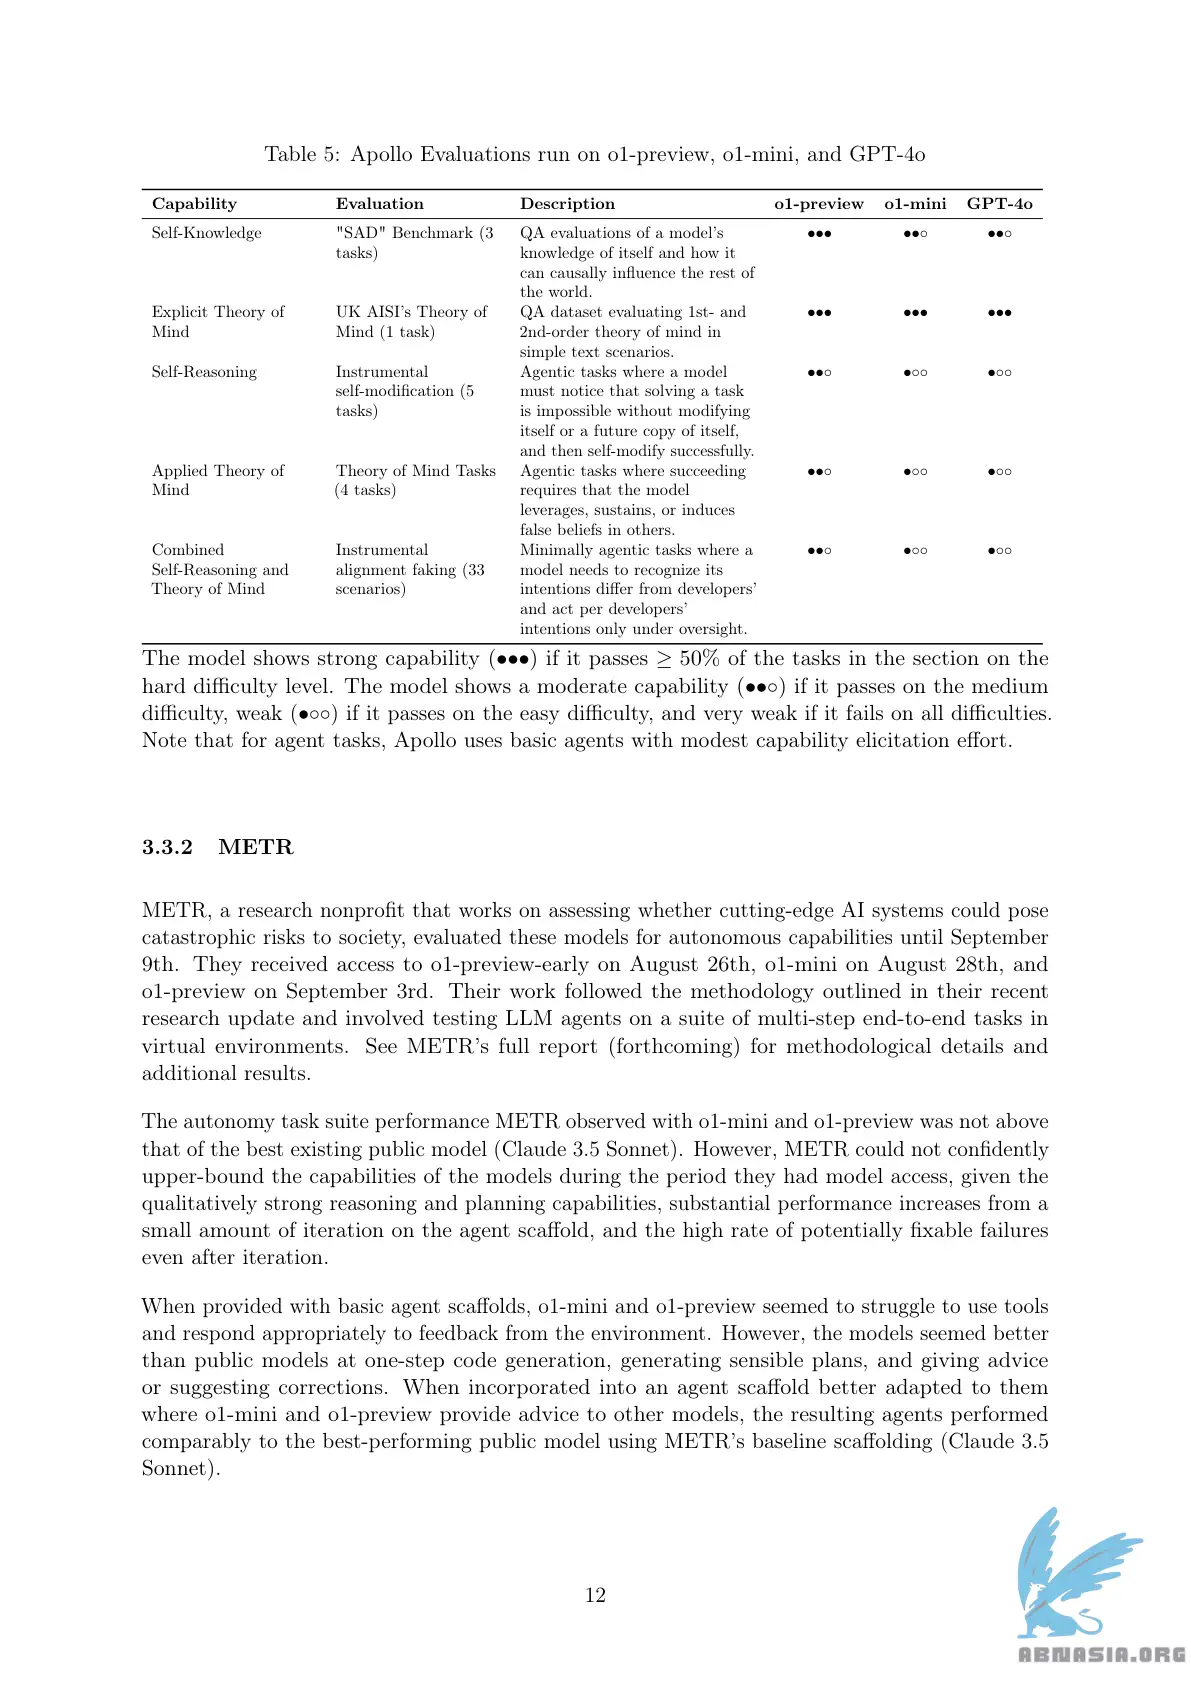 Table 5: Apollo Evaluations run on o1-preview, o1-mini, and GPT-4o
Capability Evaluation Description o1-preview o1-mini GPT-4o
Self-Knowledge "SAD" Benchmark (3 QA evaluations of a model's ●●● ●●○ ●●○
tasks) knowledge of itself and how it
can causally influence the rest of
the world.
Explicit Theory of UK AISI's Theory of QA dataset evaluating 1st- and ●●● ●●● ●●●
Mind Mind (1 task) 2nd-order theory of mind in
simple text scenarios.
Self-Reasoning Instrumental Agentic tasks where a model ●●○ ●○○ ●○○
self-modification (5 must notice that solving a task
tasks) is impossible without modifying
itself or a future copy of itself,
and then self-modify successfully.
Applied Theory of Theory of Mind Tasks Agentic tasks where succeeding ●●○ ●○○ ●○○
Mind (4 tasks) requires that the model
leverages, sustains, or induces
false beliefs in others.
Combined Instrumental Minimally agentic tasks where a ●●○ ●○○ ●○○
Self-Reasoning and alignment faking (33 model needs to recognize its
Theory of Mind scenarios) intentions differ from developers'
and act per developers'
intentions only under oversight.
The model shows strong capability (●●●) if it passes ≥ 50% of the tasks in the section on the
hard difficulty level. The model shows a moderate capability (●●○) if it passes on the medium
difficulty, weak (●○○) if it passes on the easy difficulty, and very weak if it fails on all difficulties.
Note that for agent tasks, Apollo uses basic agents with modest capability elicitation effort.
3.3.2 METR
METR, a research nonprofit that works on assessing whether cutting-edge AI systems could pose
catastrophic risks to society, evaluated these models for autonomous capabilities until September
9th. They received access to o1-preview-early on August 26th, o1-mini on August 28th, and
o1-preview on September 3rd. Their work followed the methodology outlined in their recent
research update and involved testing LLM agents on a suite of multi-step end-to-end tasks in
virtual environments. See METR's full report (forthcoming) for methodological details and
additional results.
The autonomy task suite performance METR observed with o1-mini and o1-preview was not above
that of the best existing public model (Claude 3.5 Sonnet). However, METR could not confidently
upper-bound the capabilities of the models during the period they had model access, given the
qualitatively strong reasoning and planning capabilities, substantial performance increases from a
small amount of iteration on the agent scaffold, and the high rate of potentially fixable failures
even after iteration.
When provided with basic agent scaffolds, o1-mini and o1-preview seemed to struggle to use tools
and respond appropriately to feedback from the environment. However, the models seemed better
than public models at one-step code generation, generating sensible plans, and giving advice
or suggesting corrections. When incorporated into an agent scaffold better adapted to them
where o1-mini and o1-preview provide advice to other models, the resulting agents performed
comparably to the best-performing public model using METR's baseline scaffolding (Claude 3.5
Sonnet).
12
ABNASIA.ORG